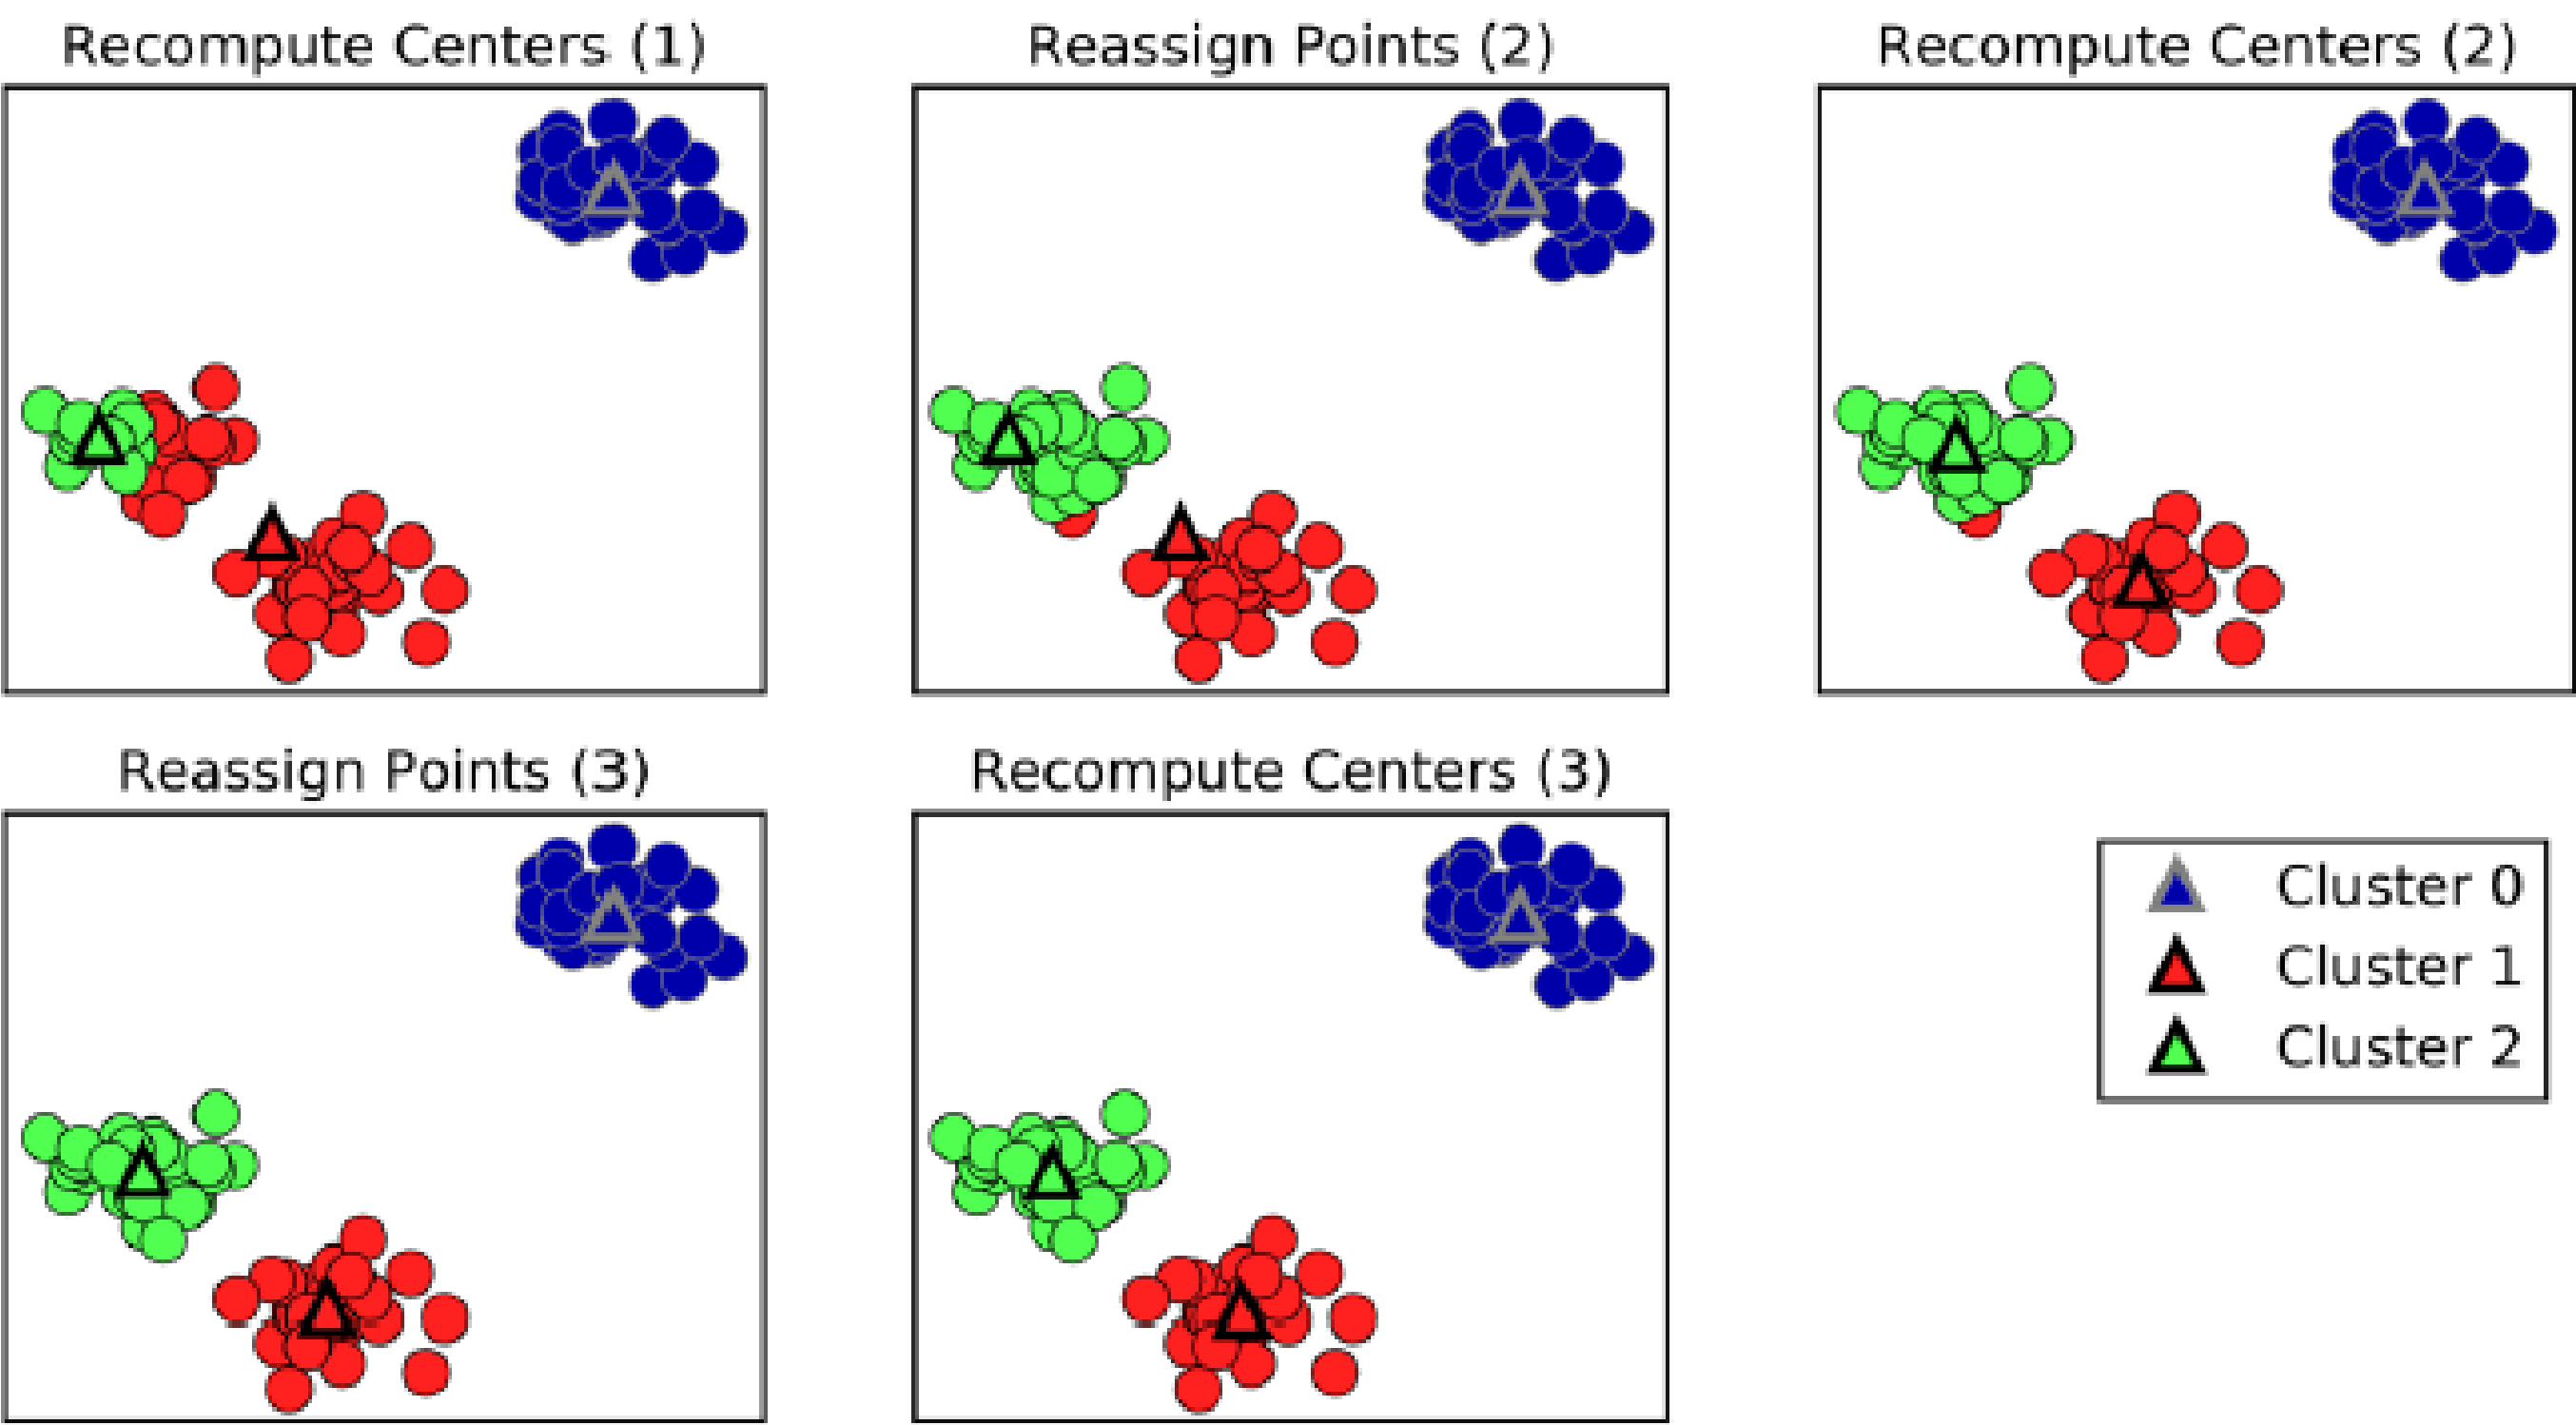 Recompute Centers (1)
Reassign Points (2)
Recompute Centers (2)
Reassign Points (3)
Recompute Centers (3)
Cluster 0
Cluster 1
Cluster 2